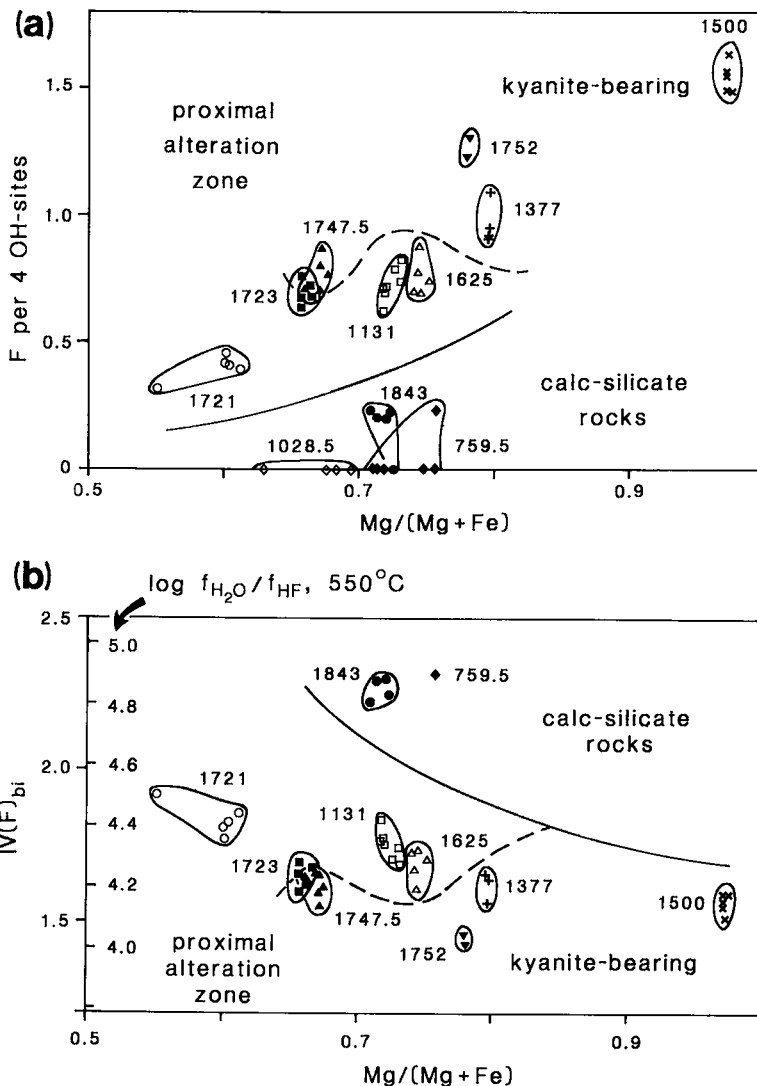 (a)
1500
1.5
proximal
alteration
zone
kyanite-bearing
1752
1377
1.0
1747.5
1723
1131
1625
F per 4 OH-sites
0.5
1721
calc-silicate
rocks
1843
1028.5
759.5
0
0.5
0.7
0.9
Mg/(Mg+Fe)
(b)
log fH2O/fHF, 550°C
2.5
5.0
1843
759.5
4.8
calc-silicate
rocks
2.0
4.6
1721
IV(F)bi
4.4
1131
1625
1723
4.2
1377
1500
1.5
1747.5
4.0
1752
proximal
alteration
zone
kyanite-bearing
0.5
0.7
0.9
Mg/(Mg+Fe)